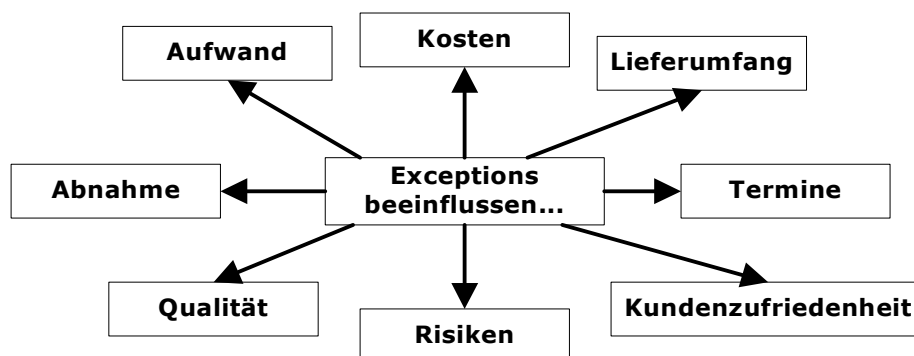 Kosten
Aufwand
Lieferumfang
Exceptions
beeinflussen...
Abnahme
Termine
Qualität
Kundenzufriedenheit
Risiken